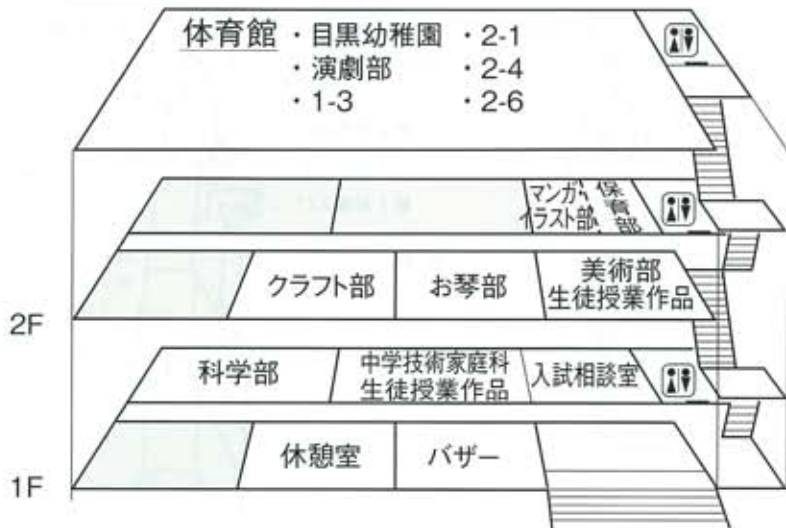 体育館 ・目黒幼稚園 ・2-1
・演劇部 ・2-4
・1-3 ・2-6
マンガ・
イラスト部
保育部
クラフト部
お琴部
美術部
生徒授業作品
2F
科学部
中学技術家庭科
生徒授業作品
入試相談室
休憩室
バザー
1F